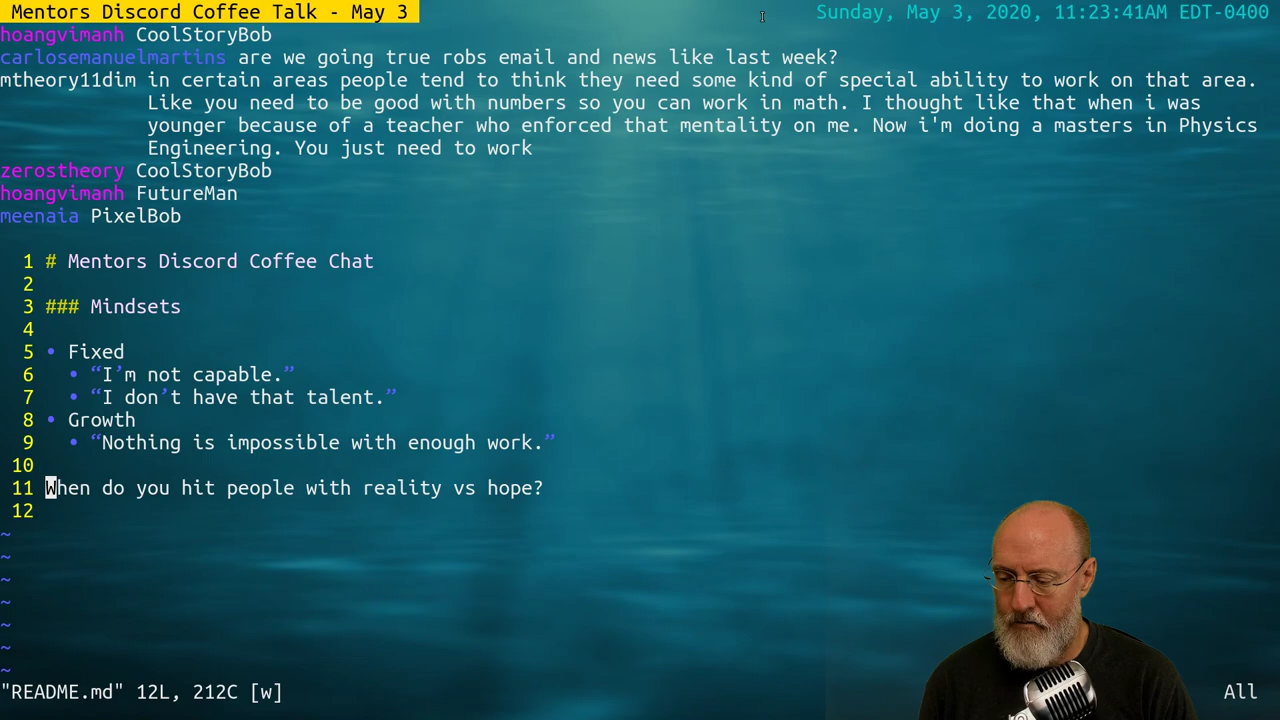 Mentors Discord Coffee Talk - May 3
Sunday, May 3, 2020, 11:23:41AM EDT-0400
hoangvimanh CoolStoryBob
carlosemanuelmartins are we going true robs email and news like last week?
mtheory11dim in certain areas people tend to think they need some kind of special ability to work on that area.
Like you need to be good with numbers so you can work in math. I thought like that when i was
younger because of a teacher who enforced that mentality on me. Now i'm doing a masters in Physics
Engineering. You just need to work
zerostheory CoolStoryBob
hoangvimanh FutureMan
meenaia PixelBob
1 # Mentors Discord Coffee Chat
2
3 ### Mindsets
4
5 • Fixed
6 • “I’m not capable.”
7 • “I don’t have that talent.”
8 • Growth
9 • “Nothing is impossible with enough work.”
10
11 When do you hit people with reality vs hope?
12
~
~
~
~
~
~
~
"README.md" 12L, 212C [w] All